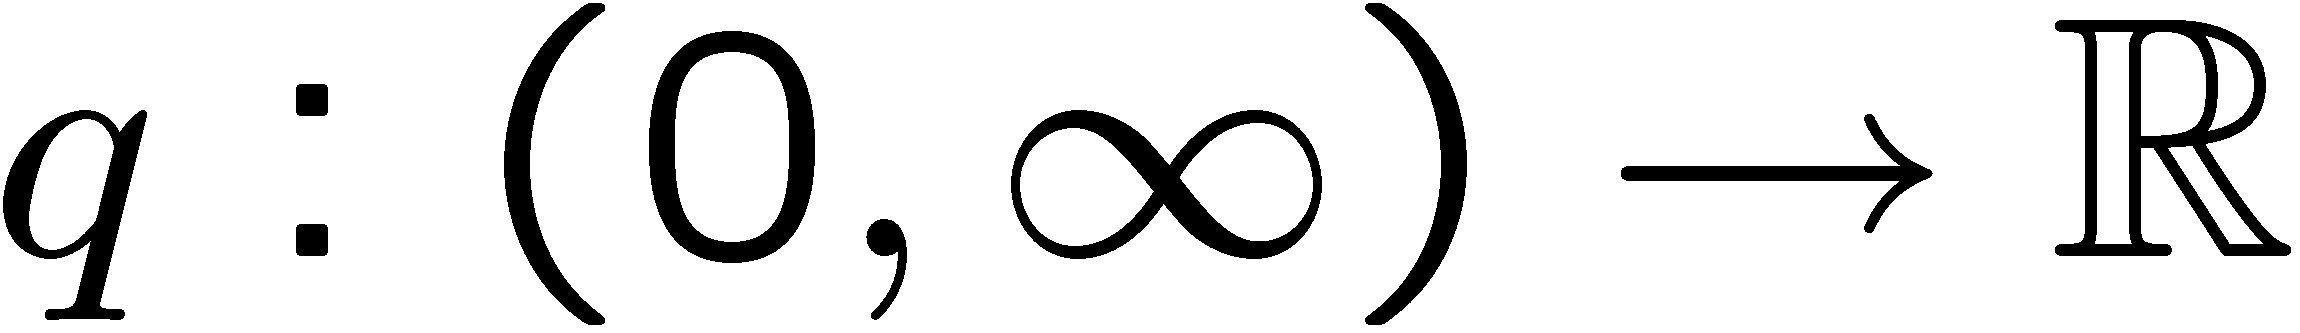 q : (0, ∞) → ℝ